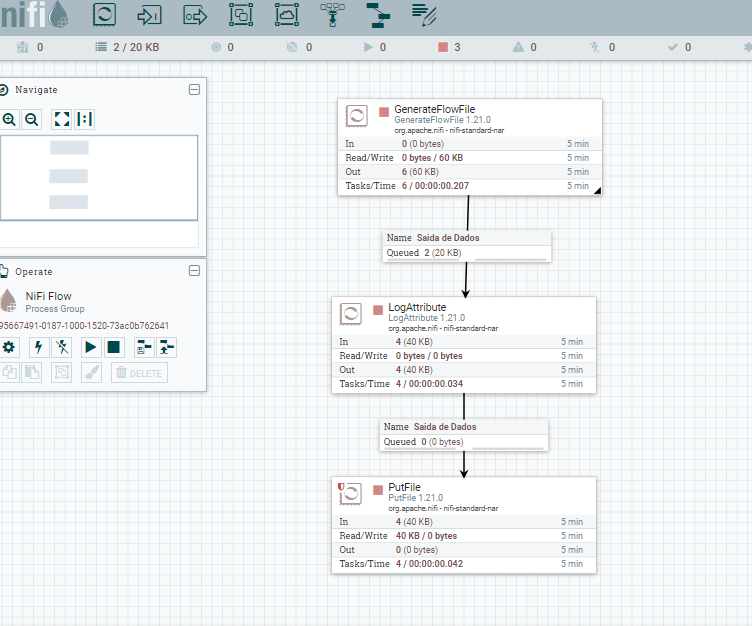 nifi
0
2 / 20 KB
0
0
0
3
0
0
0
Navigate
Operate
NiFi Flow
Process Group
95667491-0187-1000-1520-73ac0b762641
DELETE
GenerateFlowFile
GenerateFlowFile 1.21.0
org.apache.nifi - nifi-standard-nar
In 0 (0 bytes) 5 min
Read/Write 0 bytes / 60 KB 5 min
Out 6 (60 KB) 5 min
Tasks/Time 6 / 00:00:00.207 5 min
Name Saida de Dados
Queued 2 (20 KB)
LogAttribute
LogAttribute 1.21.0
org.apache.nifi - nifi-standard-nar
In 4 (40 KB) 5 min
Read/Write 0 bytes / 0 bytes 5 min
Out 4 (40 KB) 5 min
Tasks/Time 4 / 00:00:00.034 5 min
Name Saida de Dados
Queued 0 (0 bytes)
PutFile
PutFile 1.21.0
org.apache.nifi - nifi-standard-nar
In 4 (40 KB) 5 min
Read/Write 40 KB / 0 bytes 5 min
Out 0 (0 bytes) 5 min
Tasks/Time 4 / 00:00:00.042 5 min